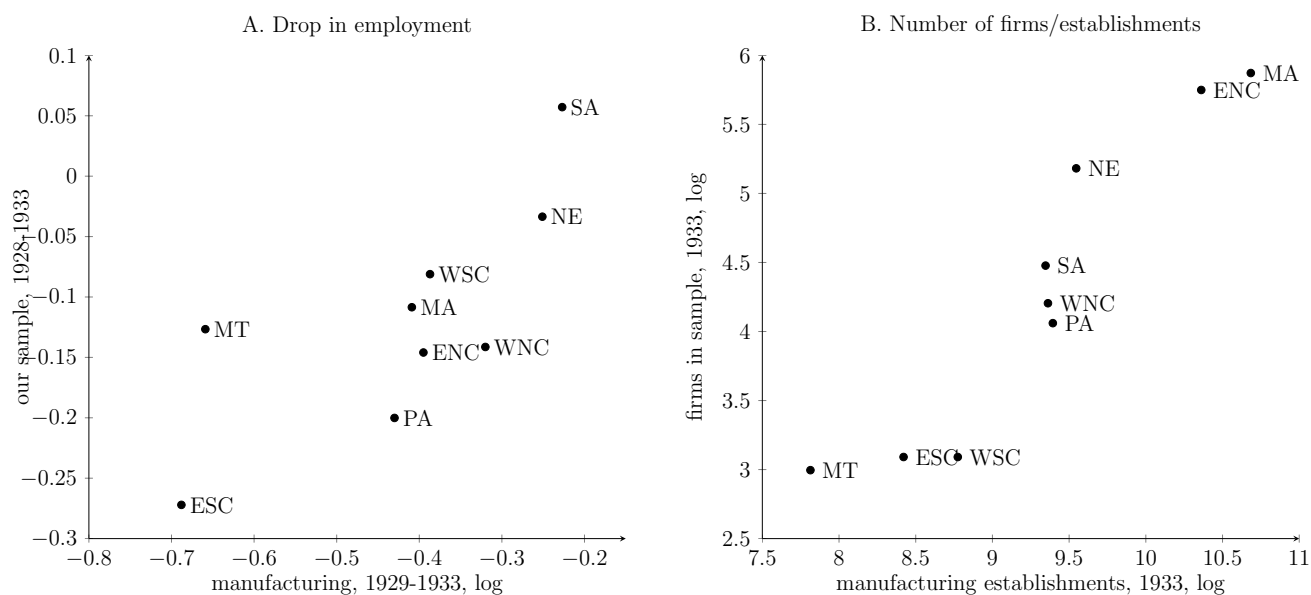 A. Drop in employment
0.1
0.05
0
−0.05
−0.1
−0.15
−0.2
−0.25
−0.3
our sample, 1928-1933
SA
NE
WSC
MA
MT
ENC
WNC
PA
ESC
−0.8 −0.7 −0.6 −0.5 −0.4 −0.3 −0.2
manufacturing, 1929-1933, log
B. Number of firms/establishments
6
5.5
5
4.5
4
3.5
3
2.5
firms in sample, 1933, log
MA
ENC
NE
SA
WNC
PA
ESC
WSC
MT
7.5 8 8.5 9 9.5 10 10.5 11
manufacturing establishments, 1933, log